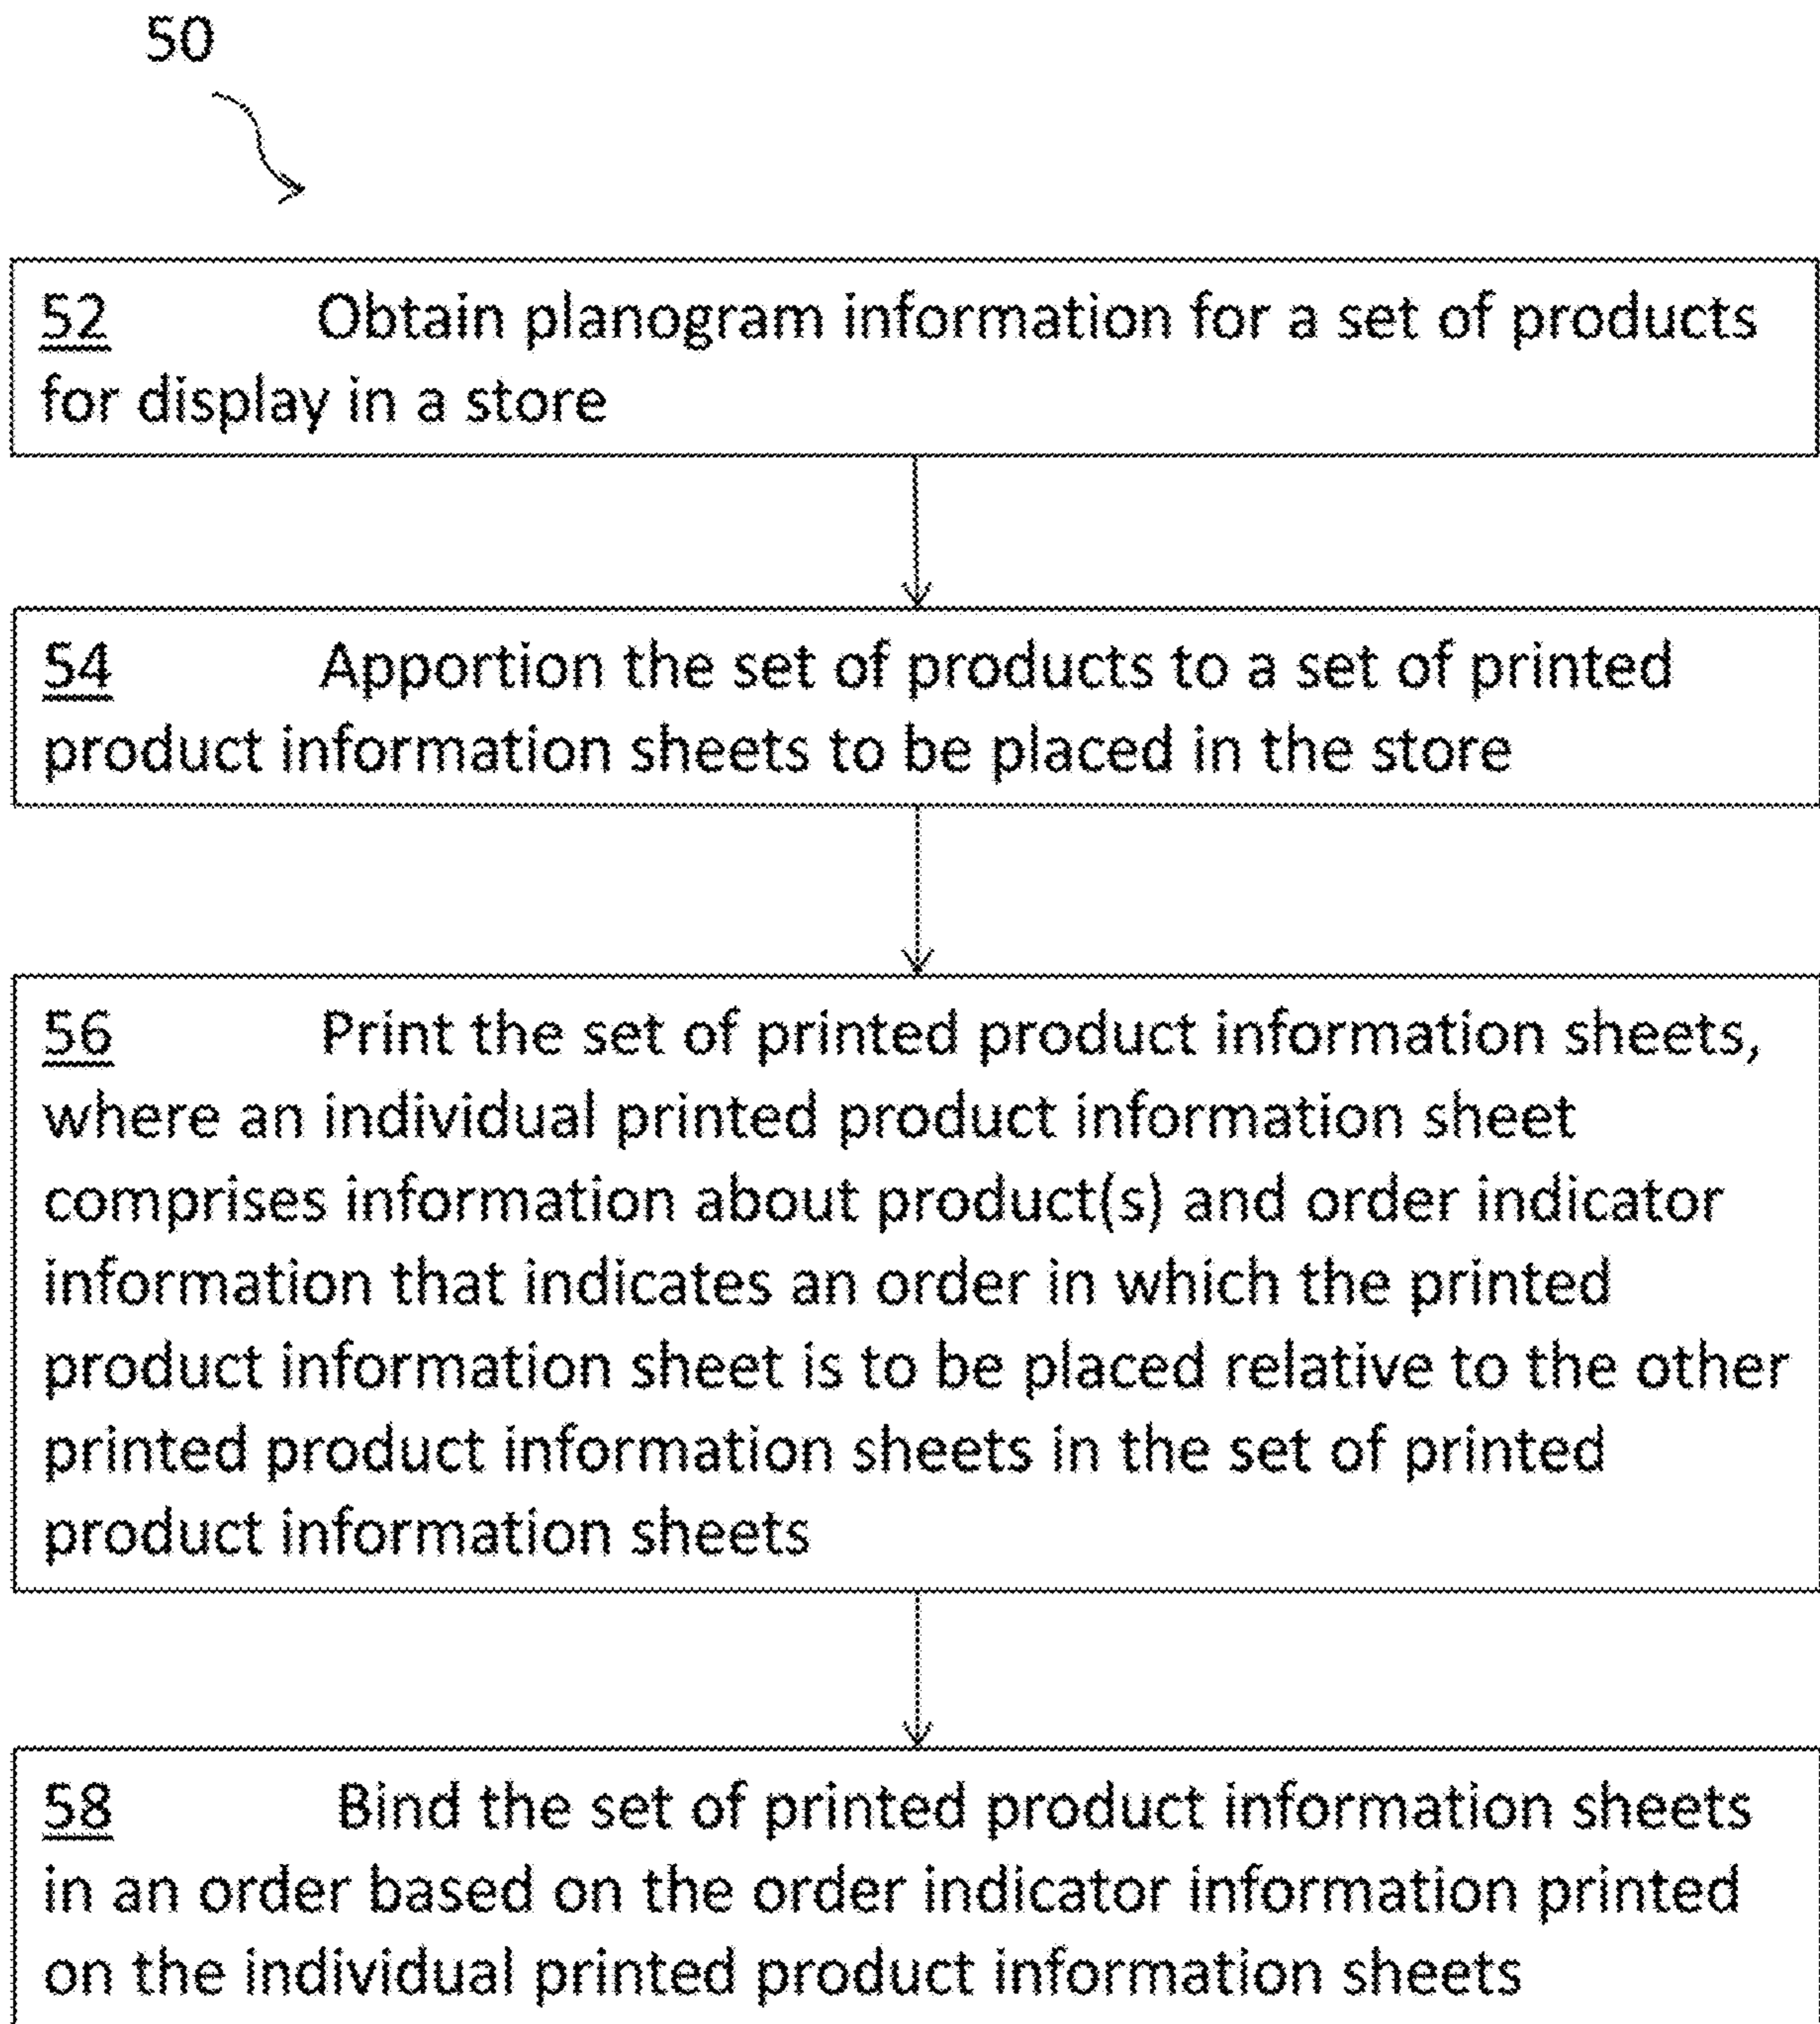 50
52 Obtain planogram information for a set of products
for display in a store
54 Apportion the set of products to a set of printed
product information sheets to be placed in the store
56 Print the set of printed product information sheets,
where an individual printed product information sheet
comprises information about product(s) and order indicator
information that indicates an order in which the printed
product information sheet is to be placed relative to the other
printed product information sheets in the set of printed
product information sheets
58 Bind the set of printed product information sheets
in an order based on the order indicator information printed
on the individual printed product information sheets